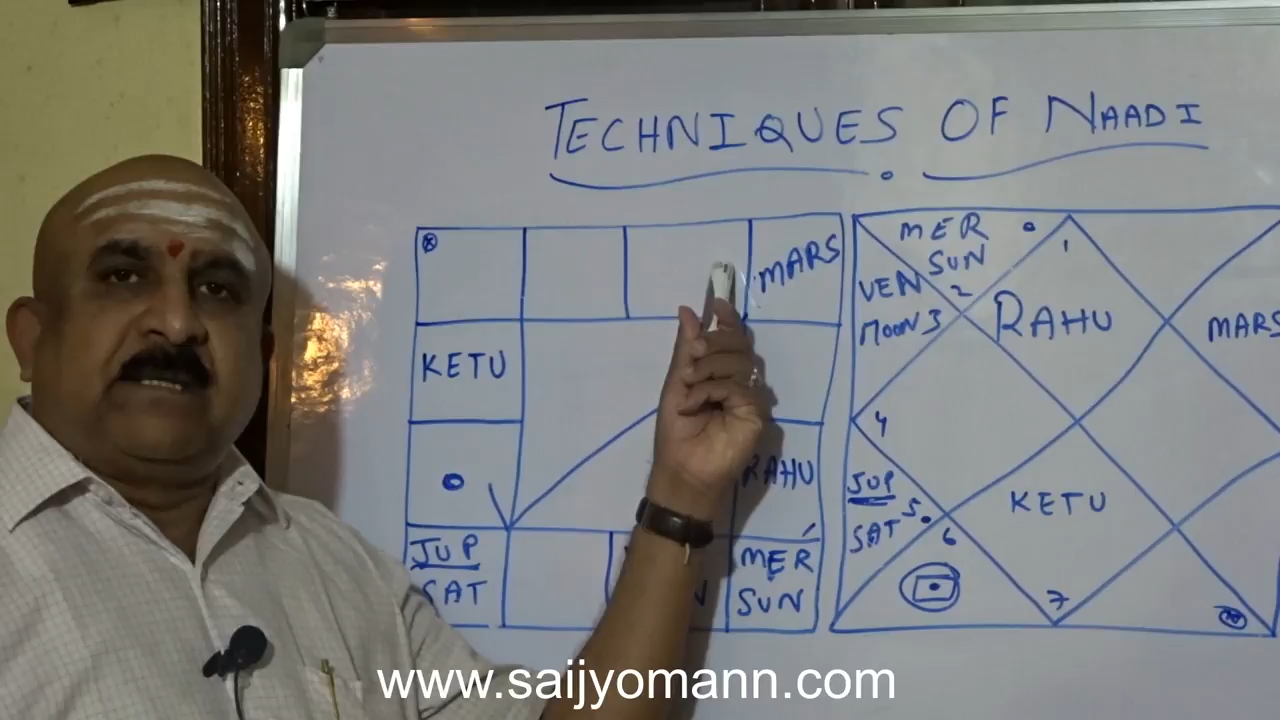 TECHNIQUES OF NAADI
MARS
KETU
RAHU
JUP
SAT
MER
SUN
MER
SUN
VEN
MOON 3
2
1
RAHU
MARS
4
JUP
SAT
5
6
KETU
7
www.saijyomann.com